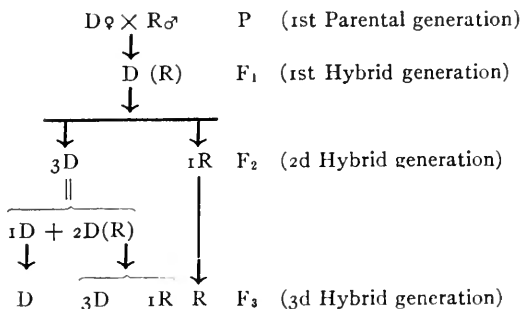 D♀ × R♂ P (1st Parental generation)
D (R) F₁ (1st Hybrid generation)
3D 1R F₂ (2d Hybrid generation)
||
1D + 2D(R)
D 3D 1R R F₃ (3d Hybrid generation)